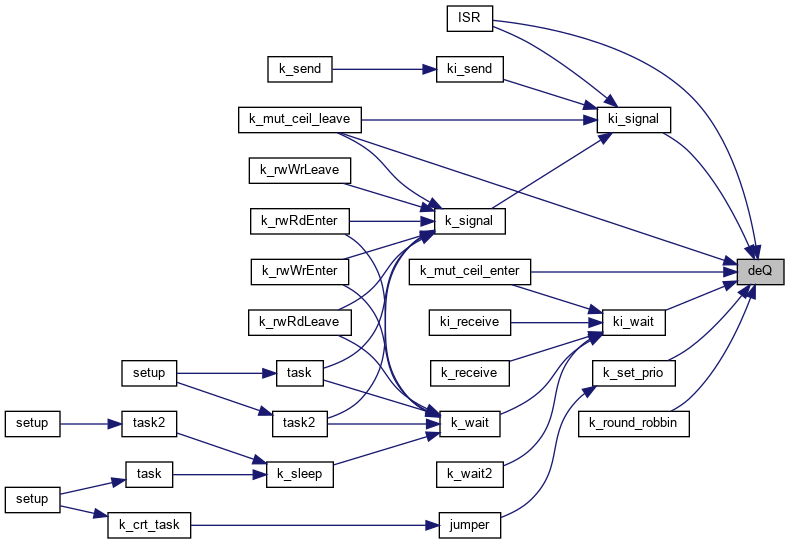 ISR
k_send
ki_send
k_mut_ceil_leave
ki_signal
k_rwWrLeave
k_rwRdEnter
k_signal
k_rwWrEnter
k_mut_ceil_enter
deQ
k_rwRdLeave
ki_receive
ki_wait
setup
task
k_receive
k_set_prio
setup
task2
task2
k_wait
k_round_robbin
task
k_sleep
k_wait2
setup
k_crt_task
jumper